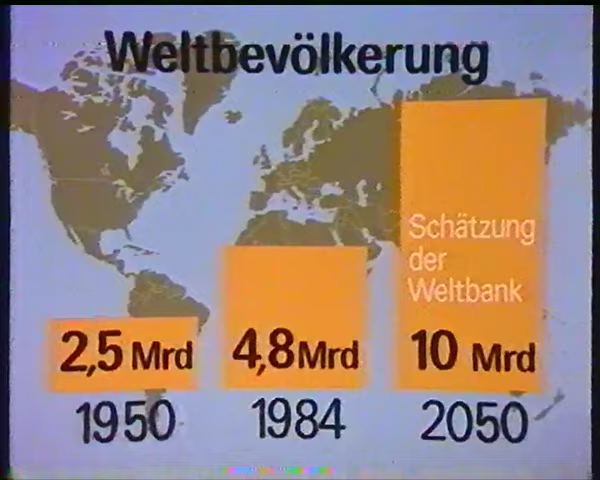 Weltbevölkerung
Schätzung
der
Weltbank
2,5 Mrd
4,8 Mrd
10 Mrd
1950
1984
2050